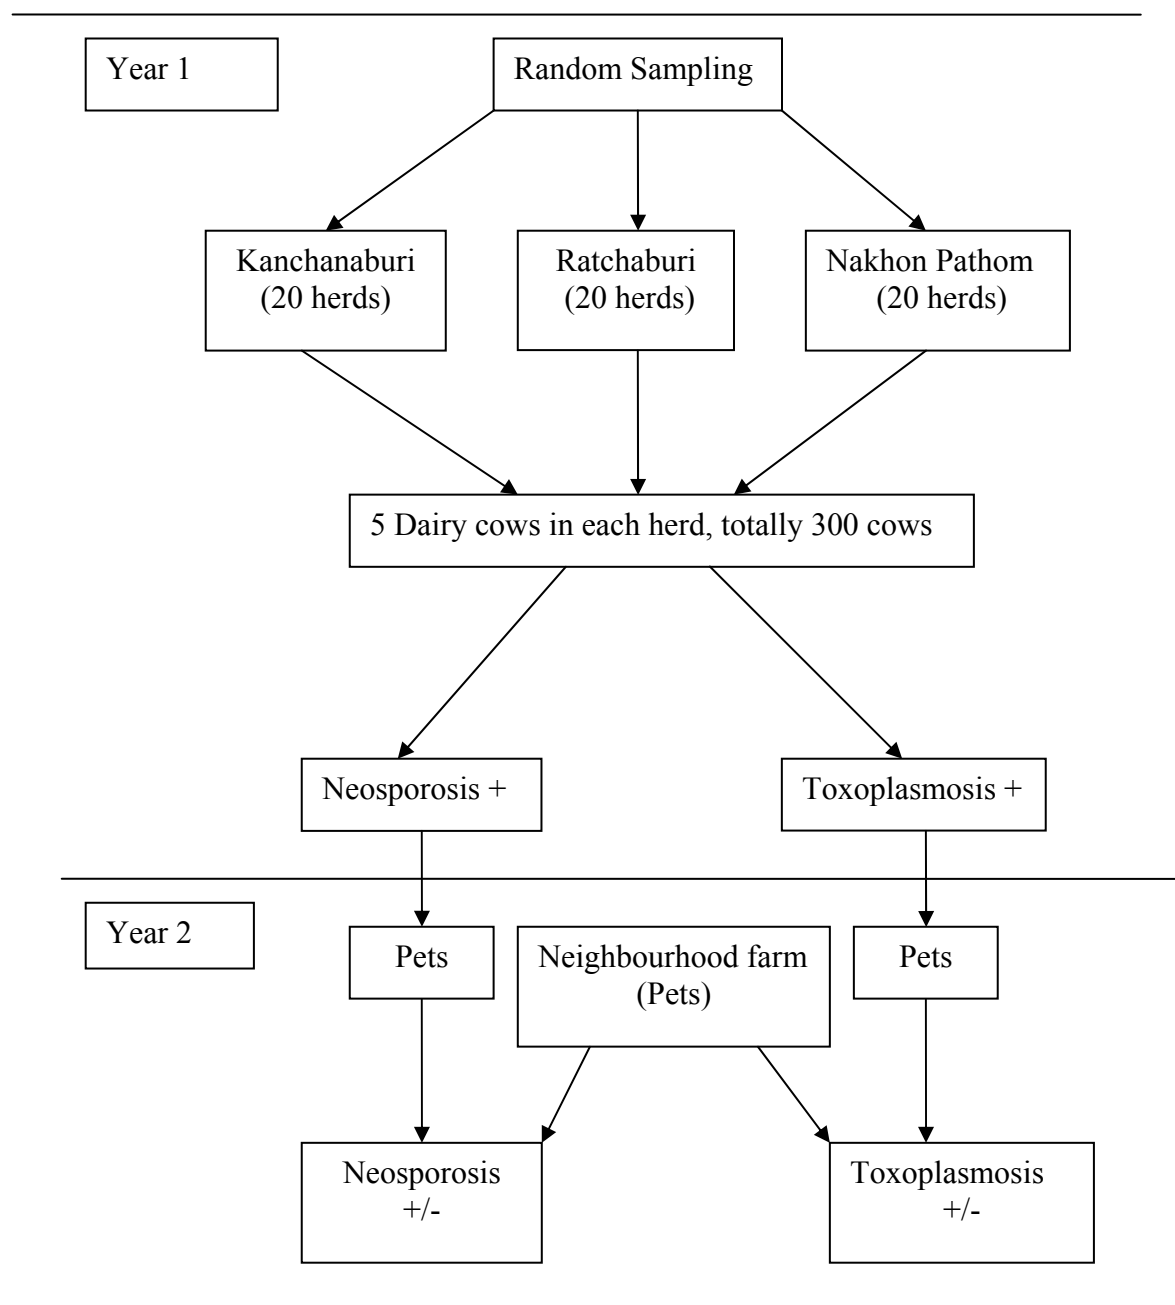 Year 1
Random Sampling
Kanchanaburi
(20 herds)
Ratchaburi
(20 herds)
Nakhon Pathom
(20 herds)
5 Dairy cows in each herd, totally 300 cows
Neosporosis +
Toxoplasmosis +
Year 2
Pets
Neighbourhood farm
(Pets)
Pets
Neosporosis
+/-
Toxoplasmosis
+/-